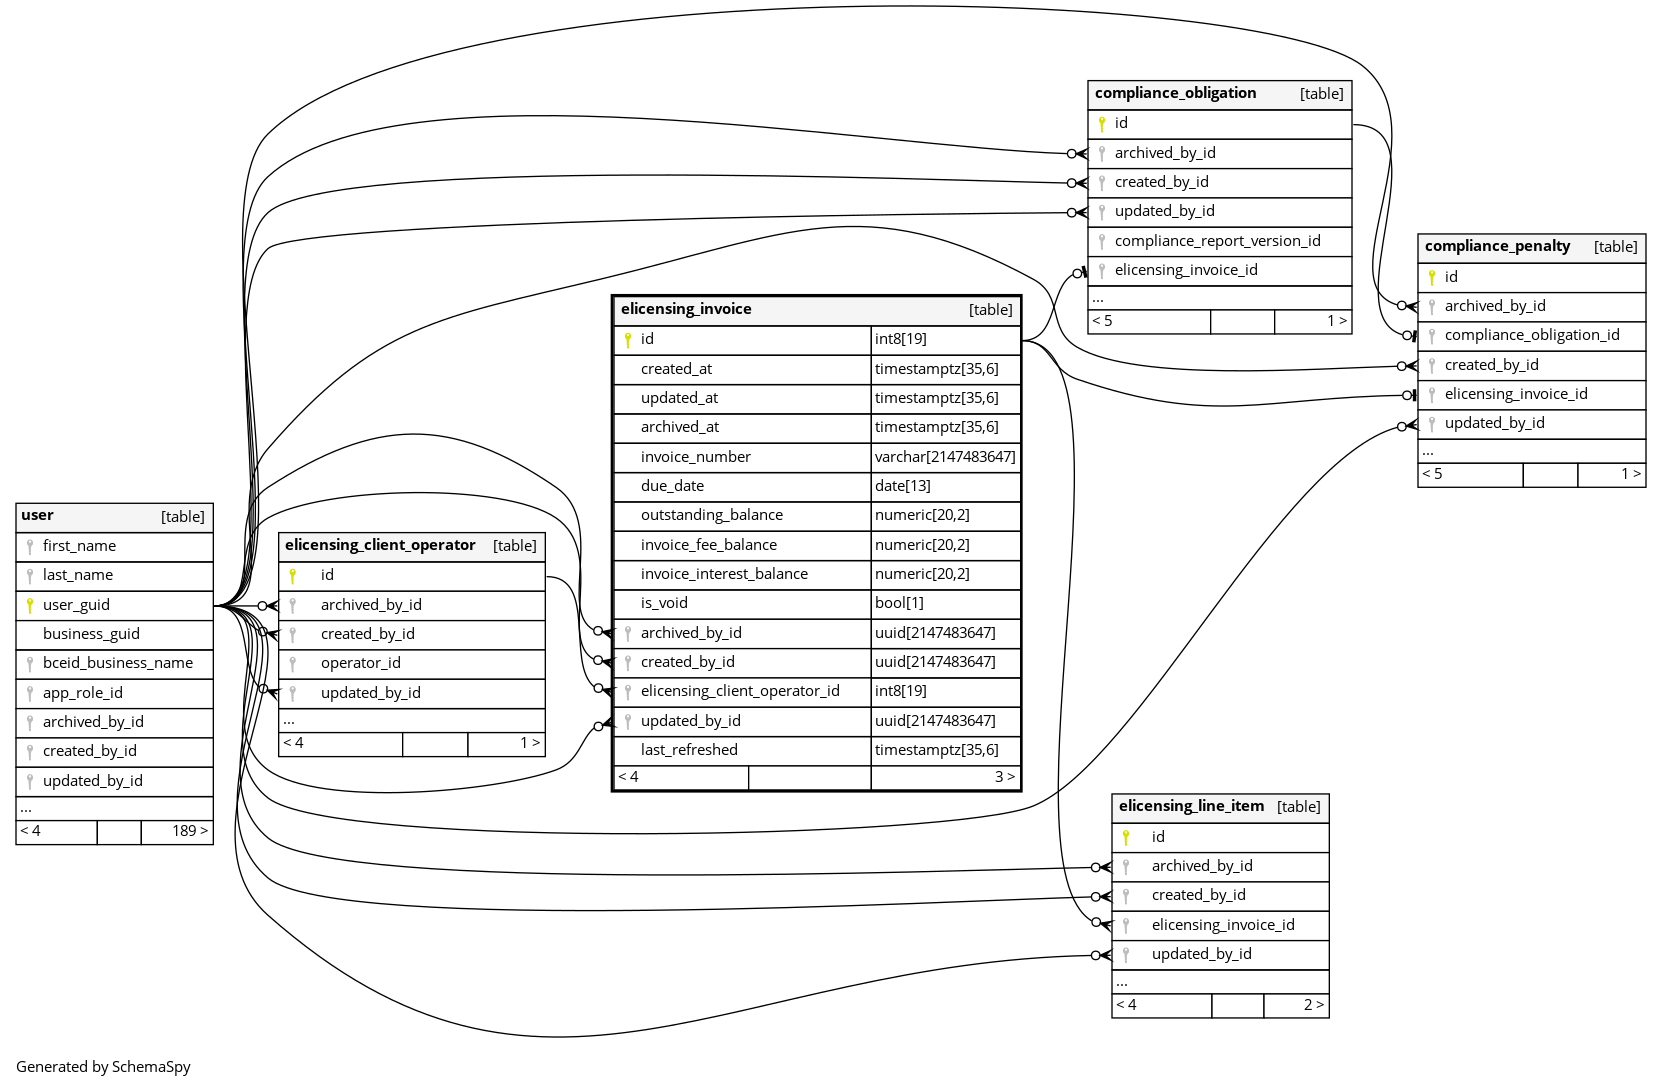 compliance_obligation [table]
id
archived_by_id
created_by_id
updated_by_id
compliance_report_version_id
elicensing_invoice_id
...
< 5 1 >
compliance_penalty [table]
id
archived_by_id
compliance_obligation_id
created_by_id
elicensing_invoice_id
updated_by_id
...
< 5 1 >
elicensing_invoice [table]
id int8[19]
created_at timestamptz[35,6]
updated_at timestamptz[35,6]
archived_at timestamptz[35,6]
invoice_number varchar[2147483647]
due_date date[13]
outstanding_balance numeric[20,2]
invoice_fee_balance numeric[20,2]
invoice_interest_balance numeric[20,2]
is_void bool[1]
archived_by_id uuid[2147483647]
created_by_id uuid[2147483647]
elicensing_client_operator_id int8[19]
updated_by_id uuid[2147483647]
last_refreshed timestamptz[35,6]
< 4 3 >
user [table]
first_name
last_name
user_guid
business_guid
bceid_business_name
app_role_id
archived_by_id
created_by_id
updated_by_id
...
< 4 189 >
elicensing_client_operator [table]
id
archived_by_id
created_by_id
operator_id
updated_by_id
...
< 4 1 >
elicensing_line_item [table]
id
archived_by_id
created_by_id
elicensing_invoice_id
updated_by_id
...
< 4 2 >
Generated by SchemaSpy